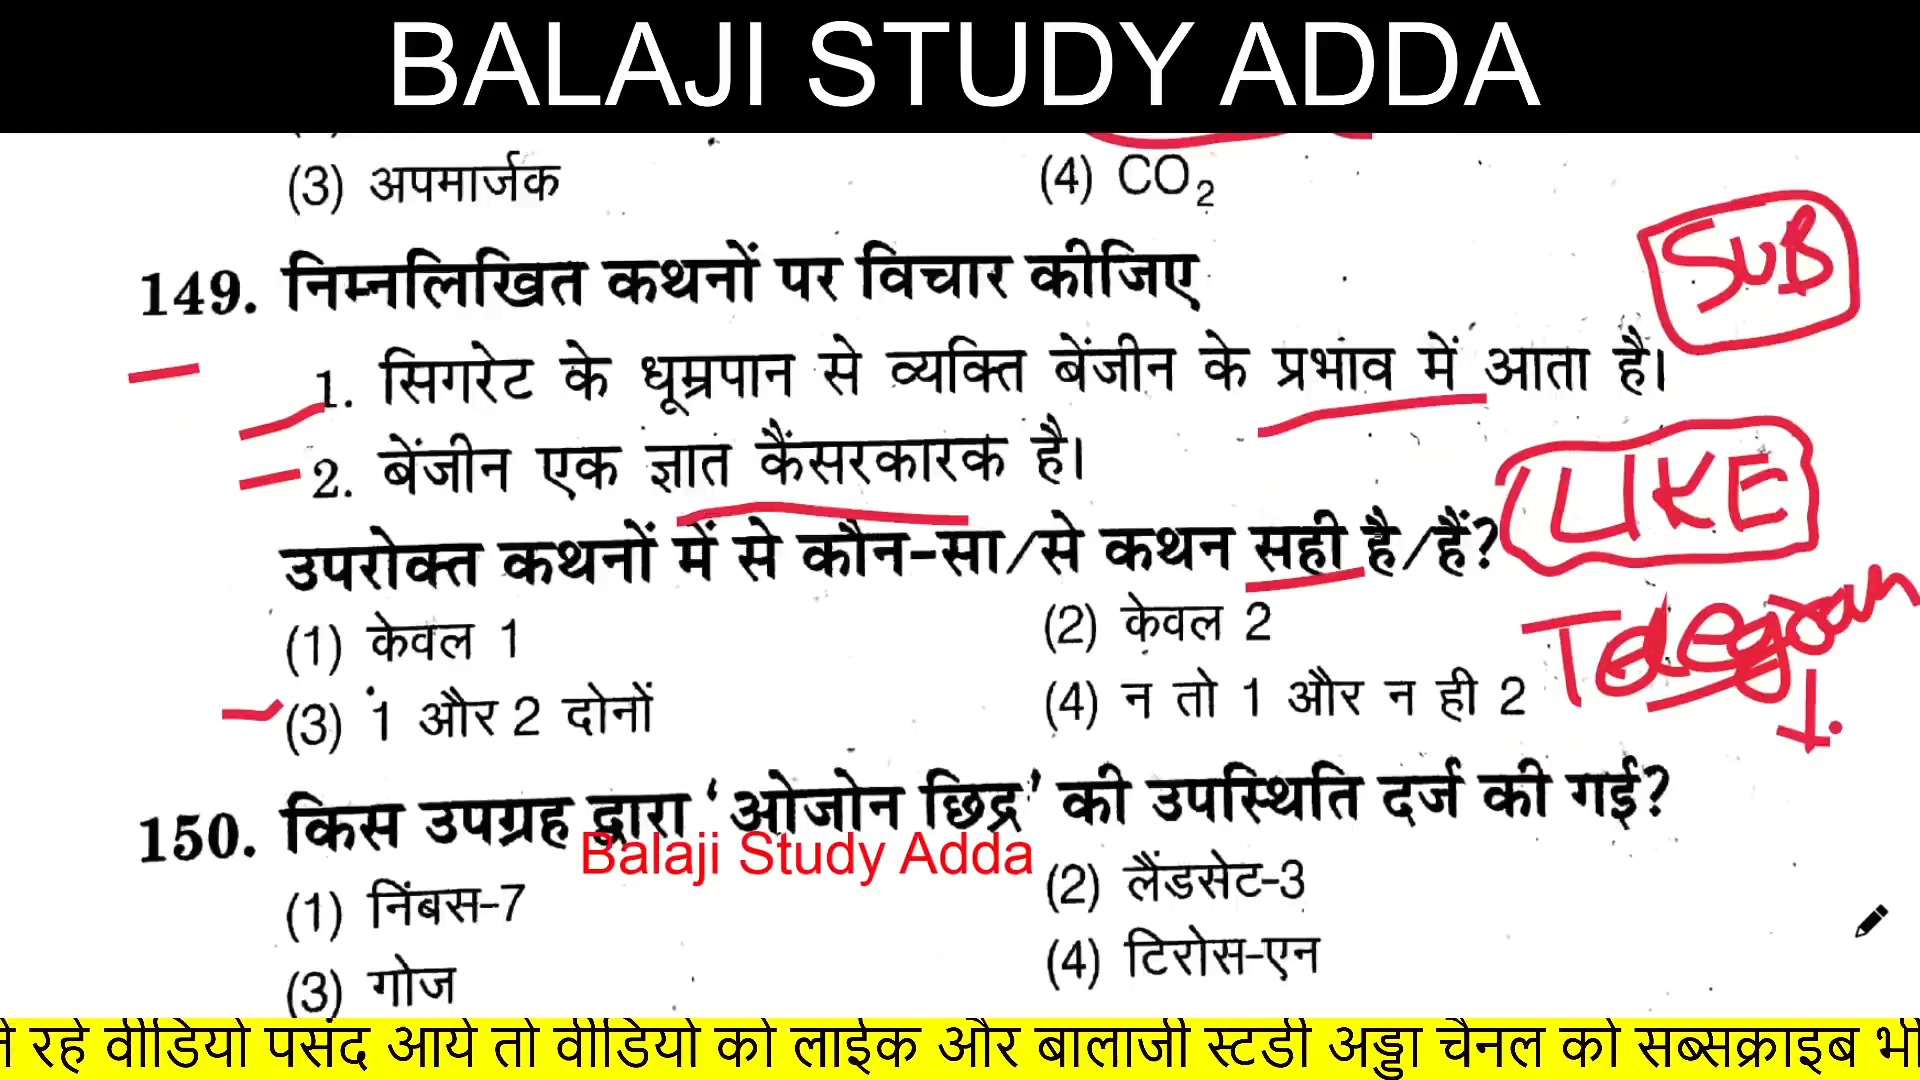 BALAJI STUDY ADDA
(3) अपमार्जक (4) CO₂
149. निम्नलिखित कथनों पर विचार कीजिए
SUB
1. सिगरेट के धूम्रपान से व्यक्ति बेंजीन के प्रभाव में आता है।
2. बेंजीन एक ज्ञात कैंसरकारक है।
LIKE
उपरोक्त कथनों में से कौन-सा/से कथन सही है/हैं?
(1) केवल 1 (2) केवल 2
Telegram
(3) 1 और 2 दोनों (4) न तो 1 और न ही 2
150. किस उपग्रह द्वारा ‘ओजोन छिद्र’ की उपस्थिति दर्ज की गई?
Balaji Study Adda
(1) निंबस-7 (2) लैंडसेट-3
(3) गोज (4) टिरोस-एन
रहे वीडियो पसंद आये तो वीडियो को लाईक और बालाजी स्टडी अड्डा चैनल को सब्सक्राइब भी